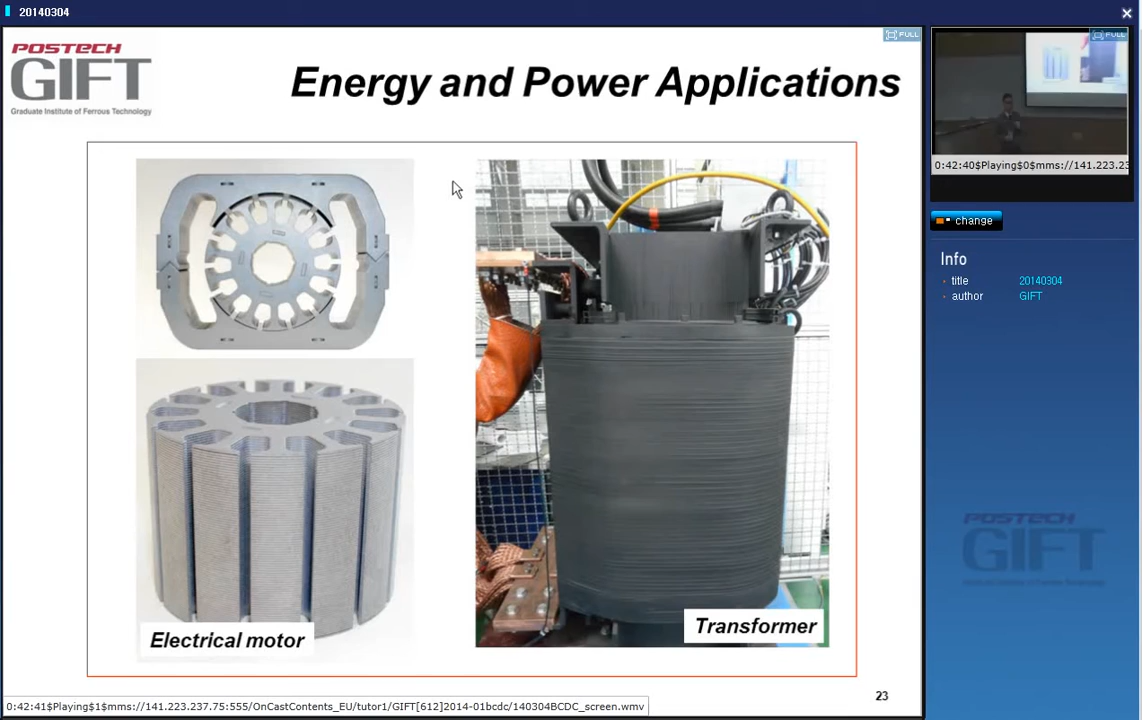 20140304
POSTECH
GIFT
Graduate Institute of Ferrous Technology
Energy and Power Applications
FULL
Electrical motor
Transformer
23
0:42:41$Playing$1$mms://141.223.237.75:555/OnCastContents_EU/tutor1/GIFT[612]2014-01bcdc/140304BCDC_screen.wmv
FULL
0:42:40$Playing$0$mms://141.223.23
change
Info
title 20140304
author GIFT
POSTECH
GIFT